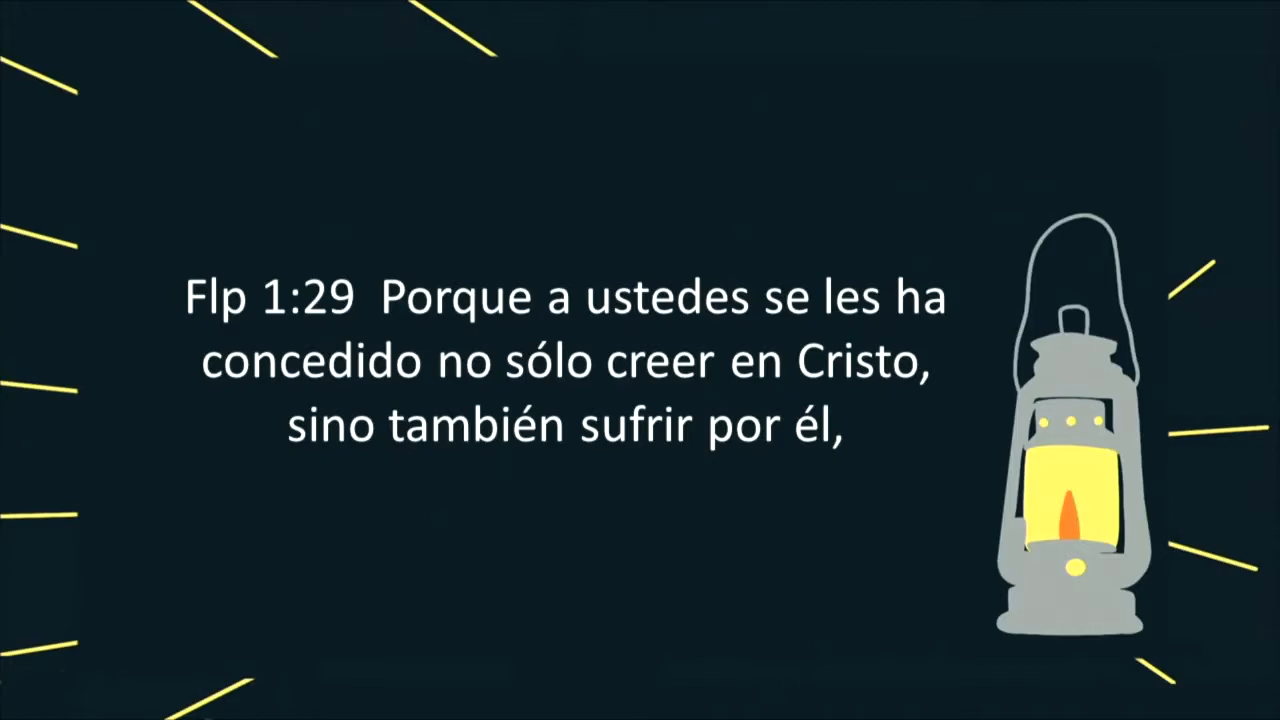 Flp 1:29  Porque a ustedes se les ha
concedido no sólo creer en Cristo,
sino también sufrir por él,